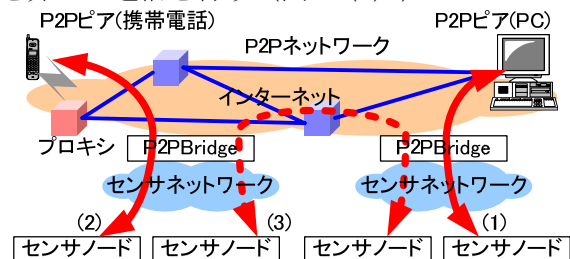 P2Pピア(携帯電話)
P2Pピア(PC)
P2Pネットワーク
インターネット
プロキシ
P2PBridge
P2PBridge
センサネットワーク
センサネットワーク
(2)
(3)
(1)
センサノード
センサノード
センサノード
センサノード